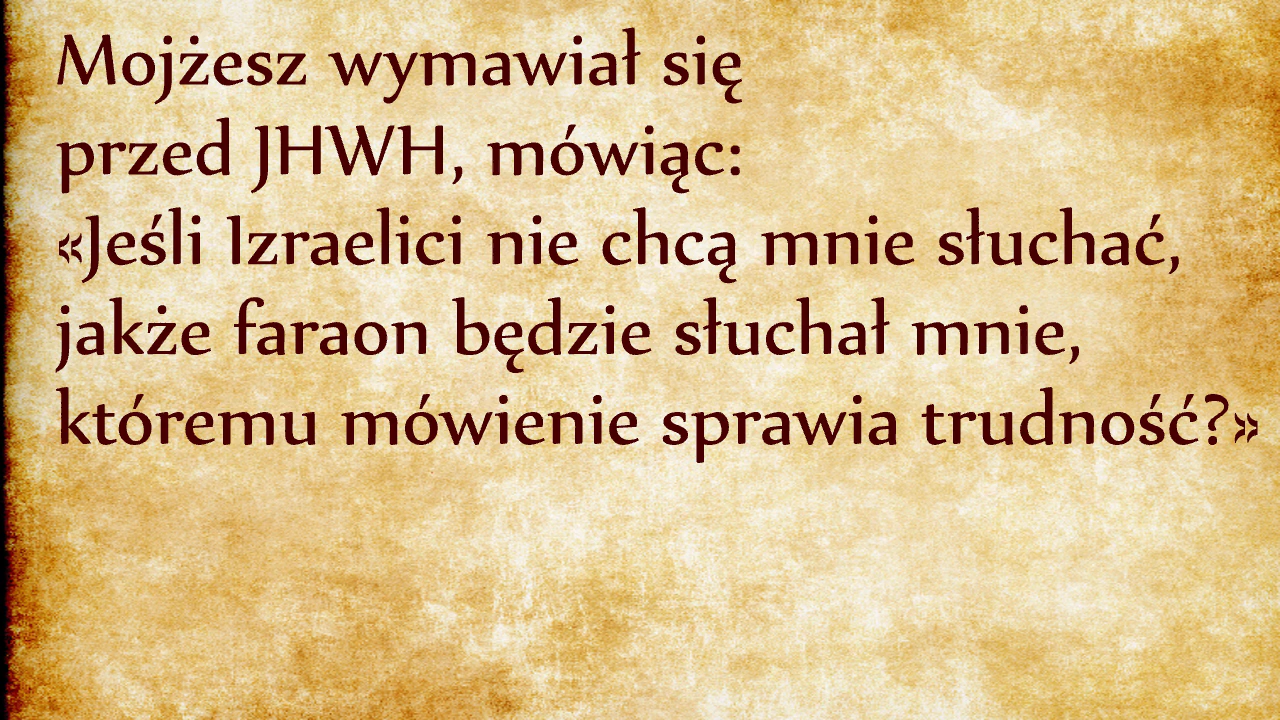 Mojżesz wymawiał się
przed JHWH, mówiąc:
«Jeśli Izraelici nie chcą mnie słuchać,
jakże faraon będzie słuchał mnie,
któremu mówienie sprawia trudność?»